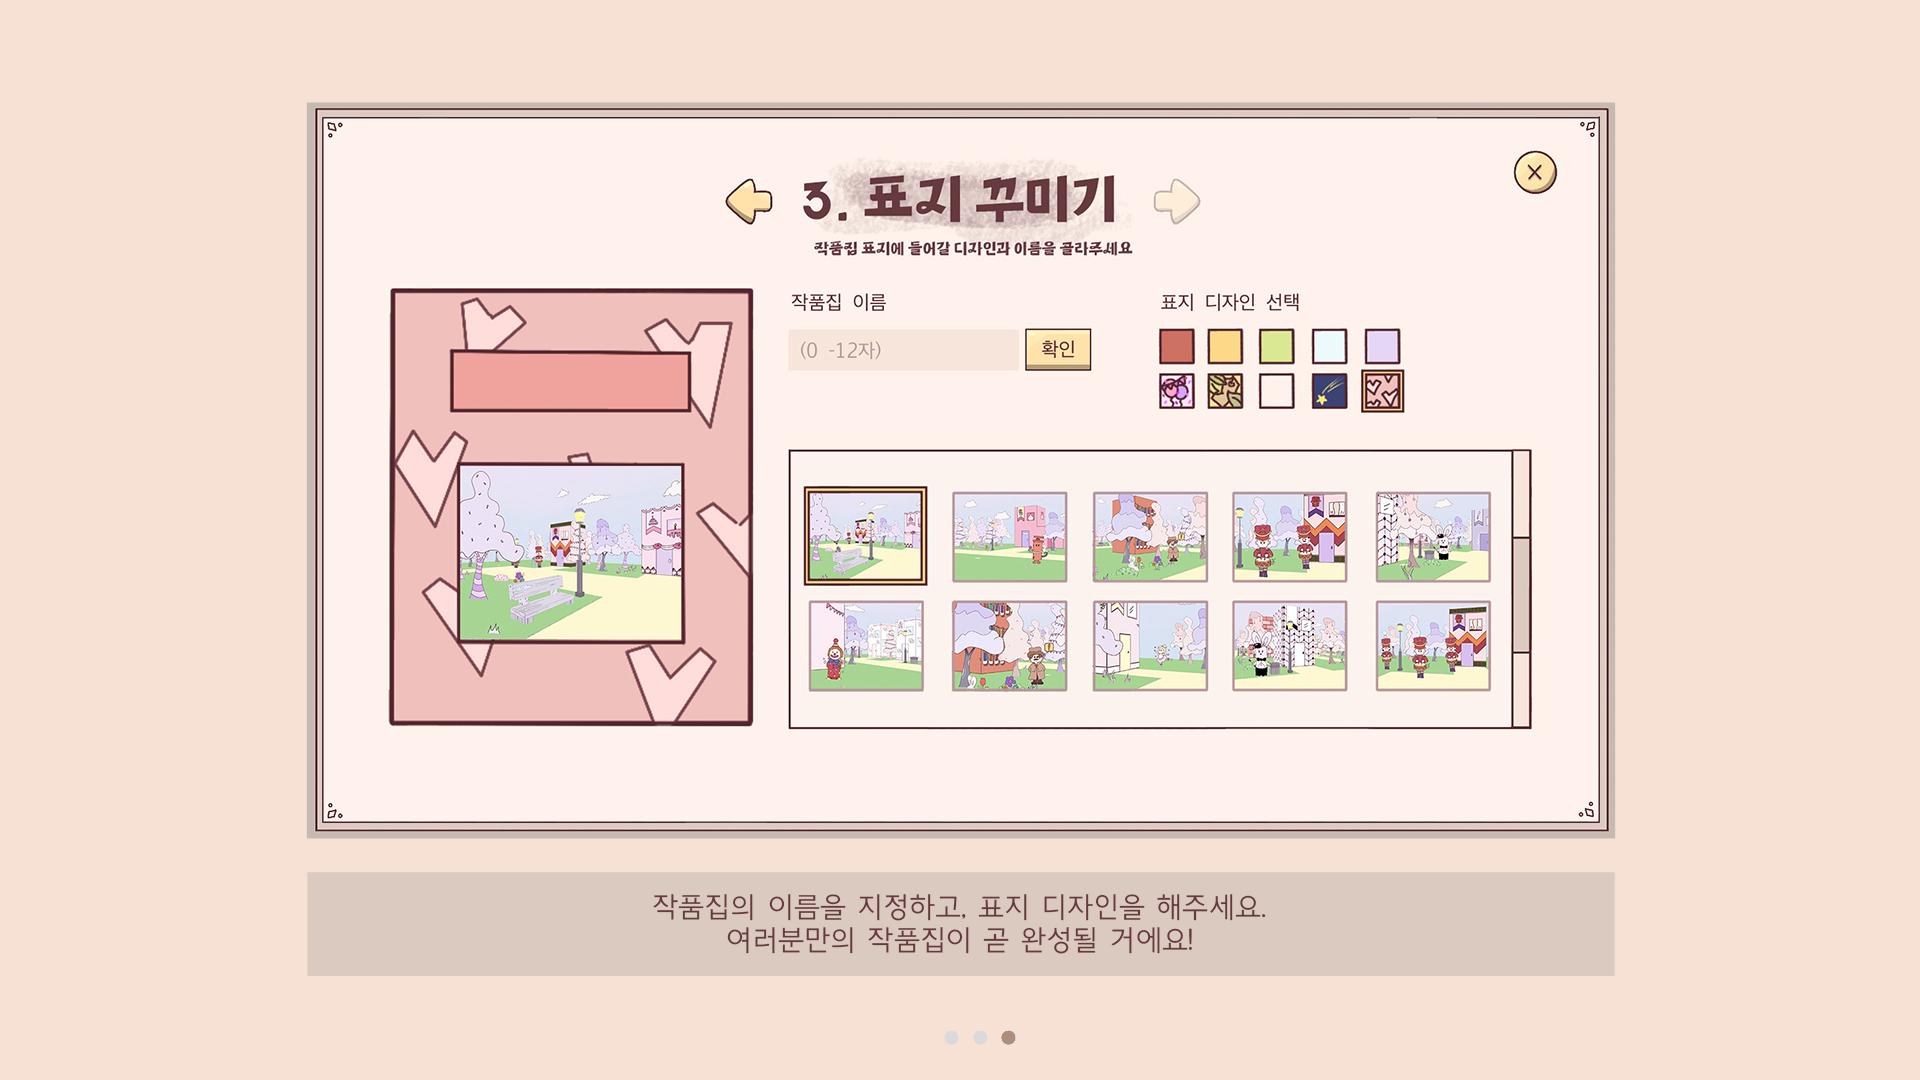 3. 표지 꾸미기
작품집 표지에 들어갈 디자인과 이름을 골라주세요
작품집 이름
(0 -12자)
확인
표지 디자인 선택
작품집의 이름을 지정하고, 표지 디자인을 해주세요.
여러분만의 작품집이 곧 완성될 거에요!